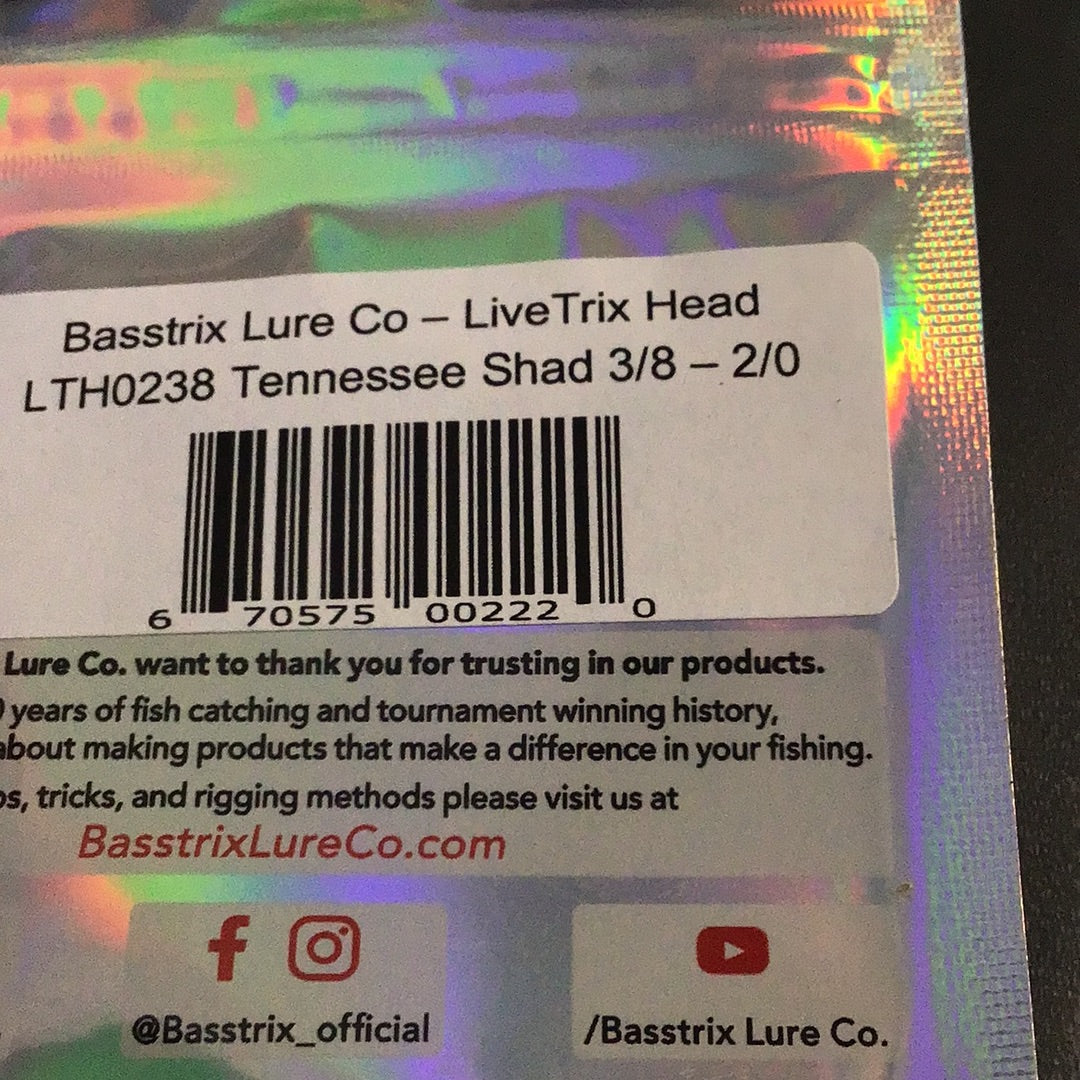 Basstrix Lure Co – LiveTrix Head
LTH0238 Tennessee Shad 3/8 – 2/0
6 70575 00222 0
Lure Co. want to thank you for trusting in our products.
years of fish catching and tournament winning history,
about making products that make a difference in your fishing.
tricks, and rigging methods please visit us at
BasstrixLureCo.com
@Basstrix_official
/Basstrix Lure Co.